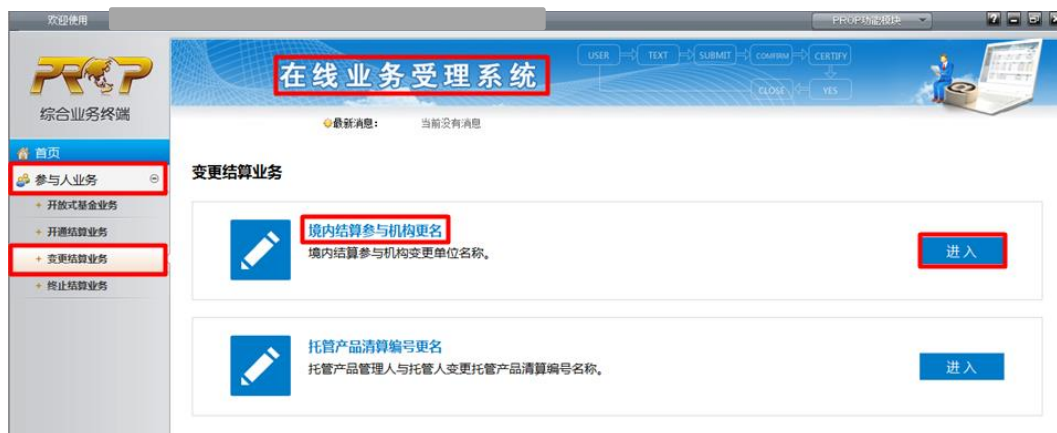 欢迎使用
PROP功能模块
PROP
综合业务终端
在线业务受理系统
USER
TEXT
SUBMIT
CONFIRM
CERTIFY
CLOSE
YES
最新消息：
当前没有消息
首页
参与人业务
开放式基金业务
开通结算业务
变更结算业务
终止结算业务
变更结算业务
境内结算参与机构更名
境内结算参与机构变更单位名称。
进入
托管产品清算编号更名
托管产品管理人与托管人变更托管产品清算编号名称。
进入